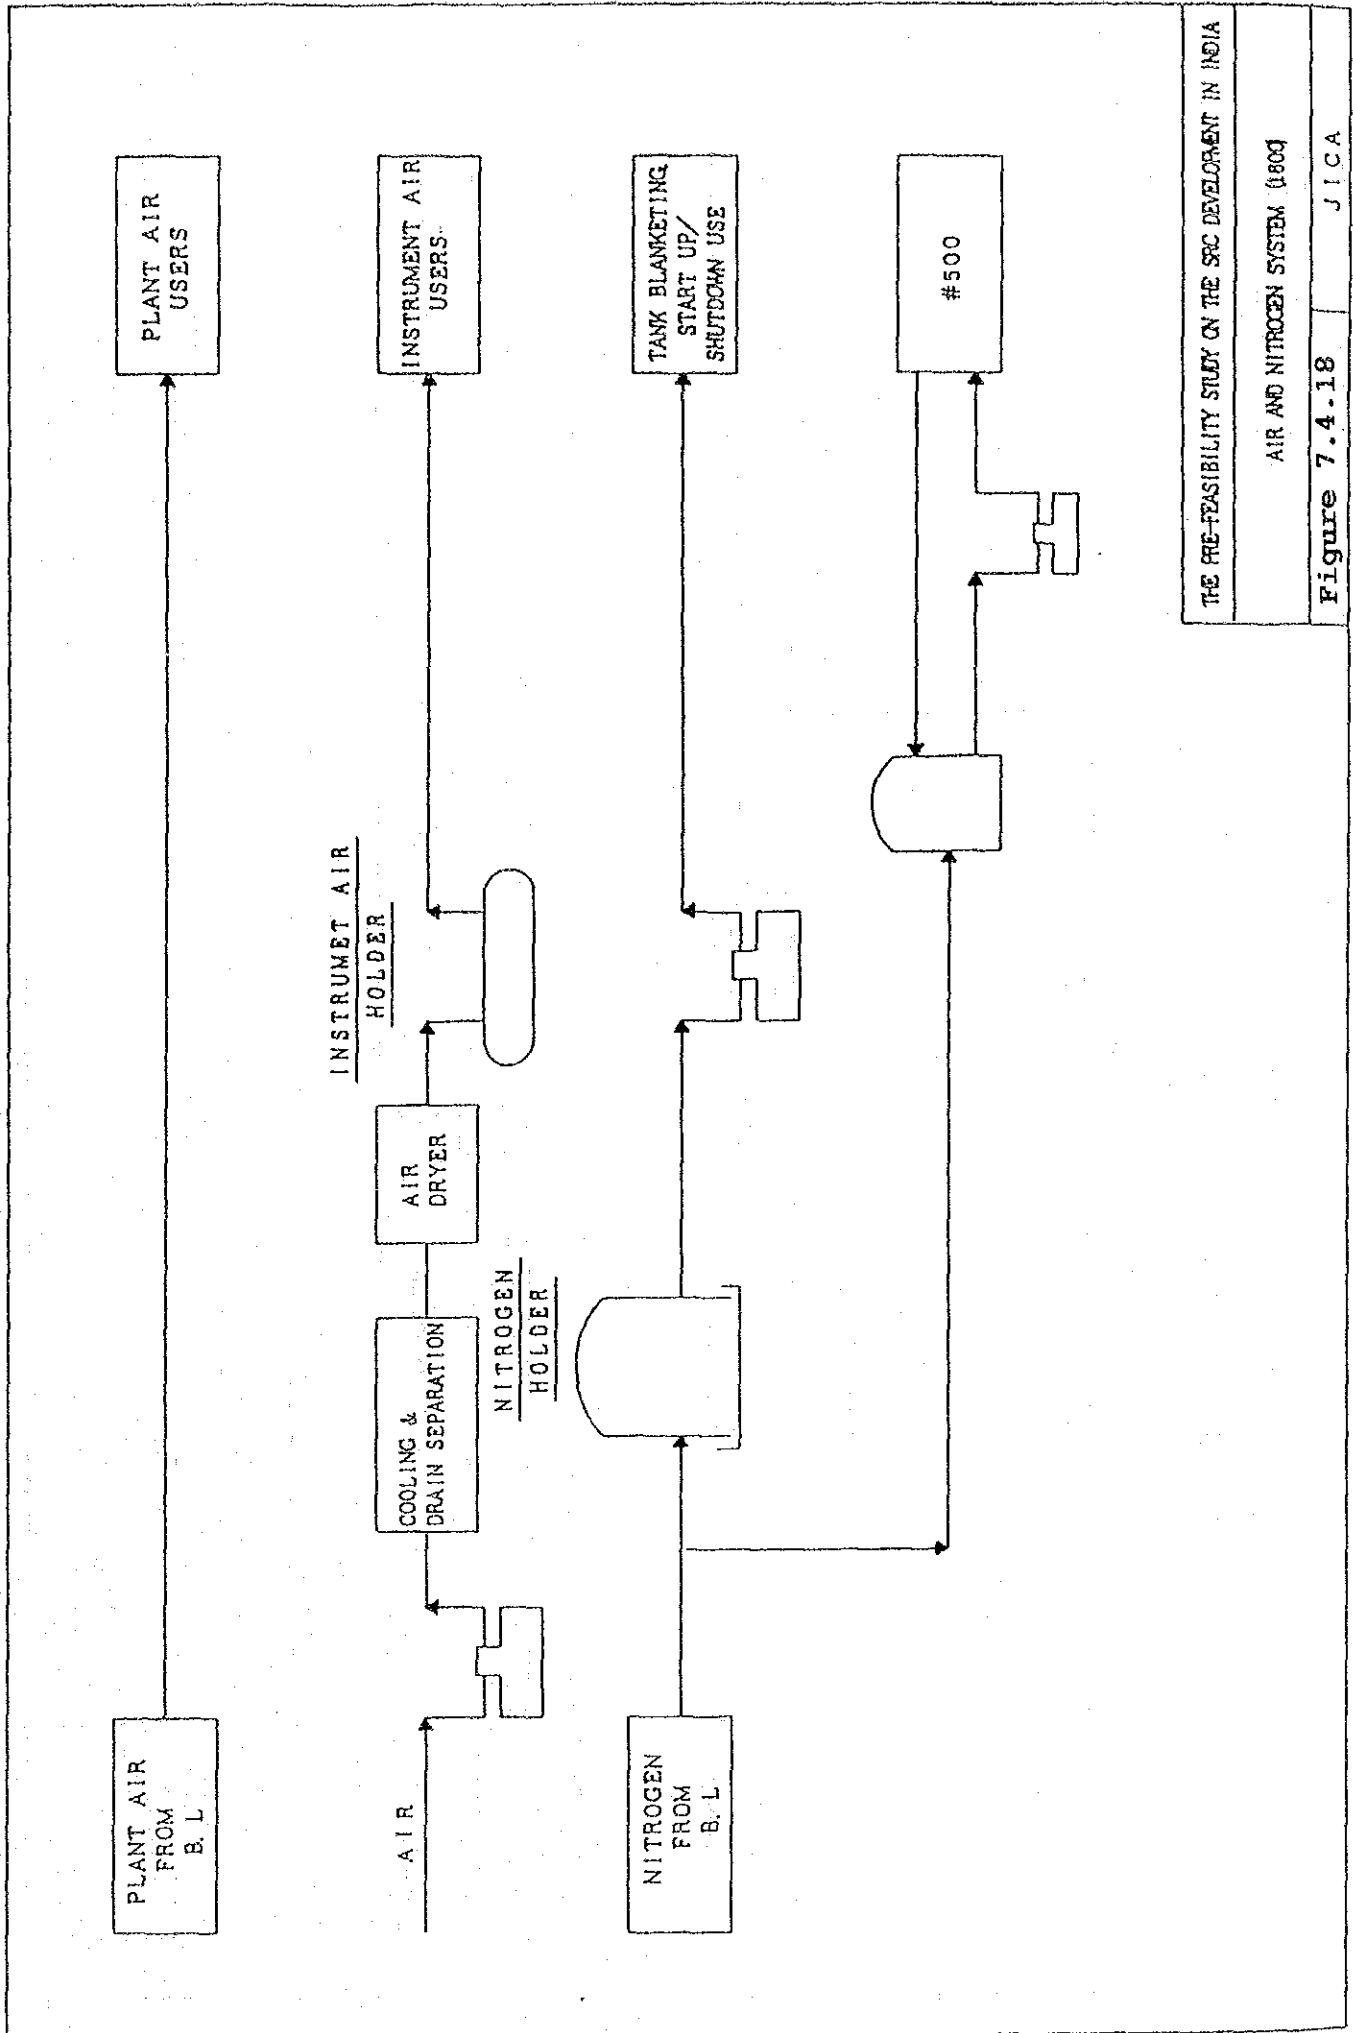 PLANT AIR
FROM
B. L
PLANT AIR
USERS
AIR
COOLING &
DRAIN SEPARATION
AIR
DRYER
INSTRUMET AIR
HOLDER
INSTRUMENT AIR
USERS
NITROGEN
FROM
B. L
NITROGEN
HOLDER
TANK BLANKETING
START UP/
SHUTDOWN USE
#500
THE PRE-FEASIBILITY STUDY ON THE SRC DEVELOPMENT IN INDIA
AIR AND NITROGEN SYSTEM (1800)
Figure 7.4.18
JICA